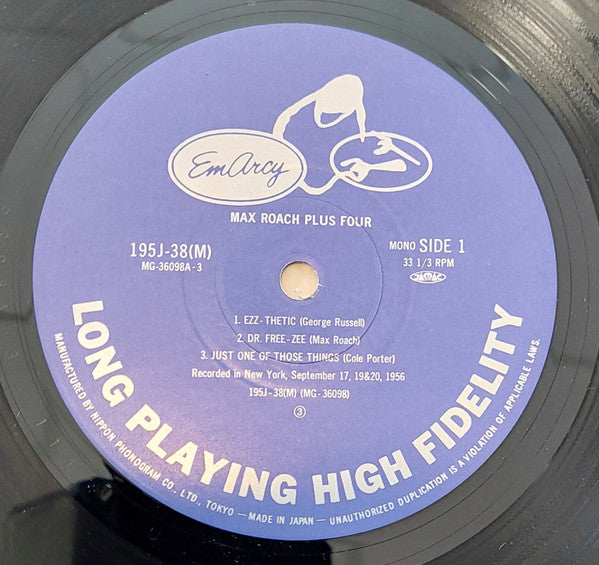 EmArcy
MAX ROACH PLUS FOUR
195J-38(M)
MG-36098A-3
MONO SIDE 1
33 1/3 RPM
1. EZZ-THETIC (George Russell)
2. DR. FREE-ZEE (Max Roach)
3. JUST ONE OF THOSE THINGS (Cole Porter)
Recorded in New York, September 17, 19&20, 1956
195J-38(M) (MG-36098)
③
LONG PLAYING HIGH FIDELITY
MANUFACTURED BY NIPPON PHONOGRAM CO., LTD., TOKYO — MADE IN JAPAN — UNAUTHORIZED DUPLICATION IS A VIOLATION OF APPLICABLE LAWS.